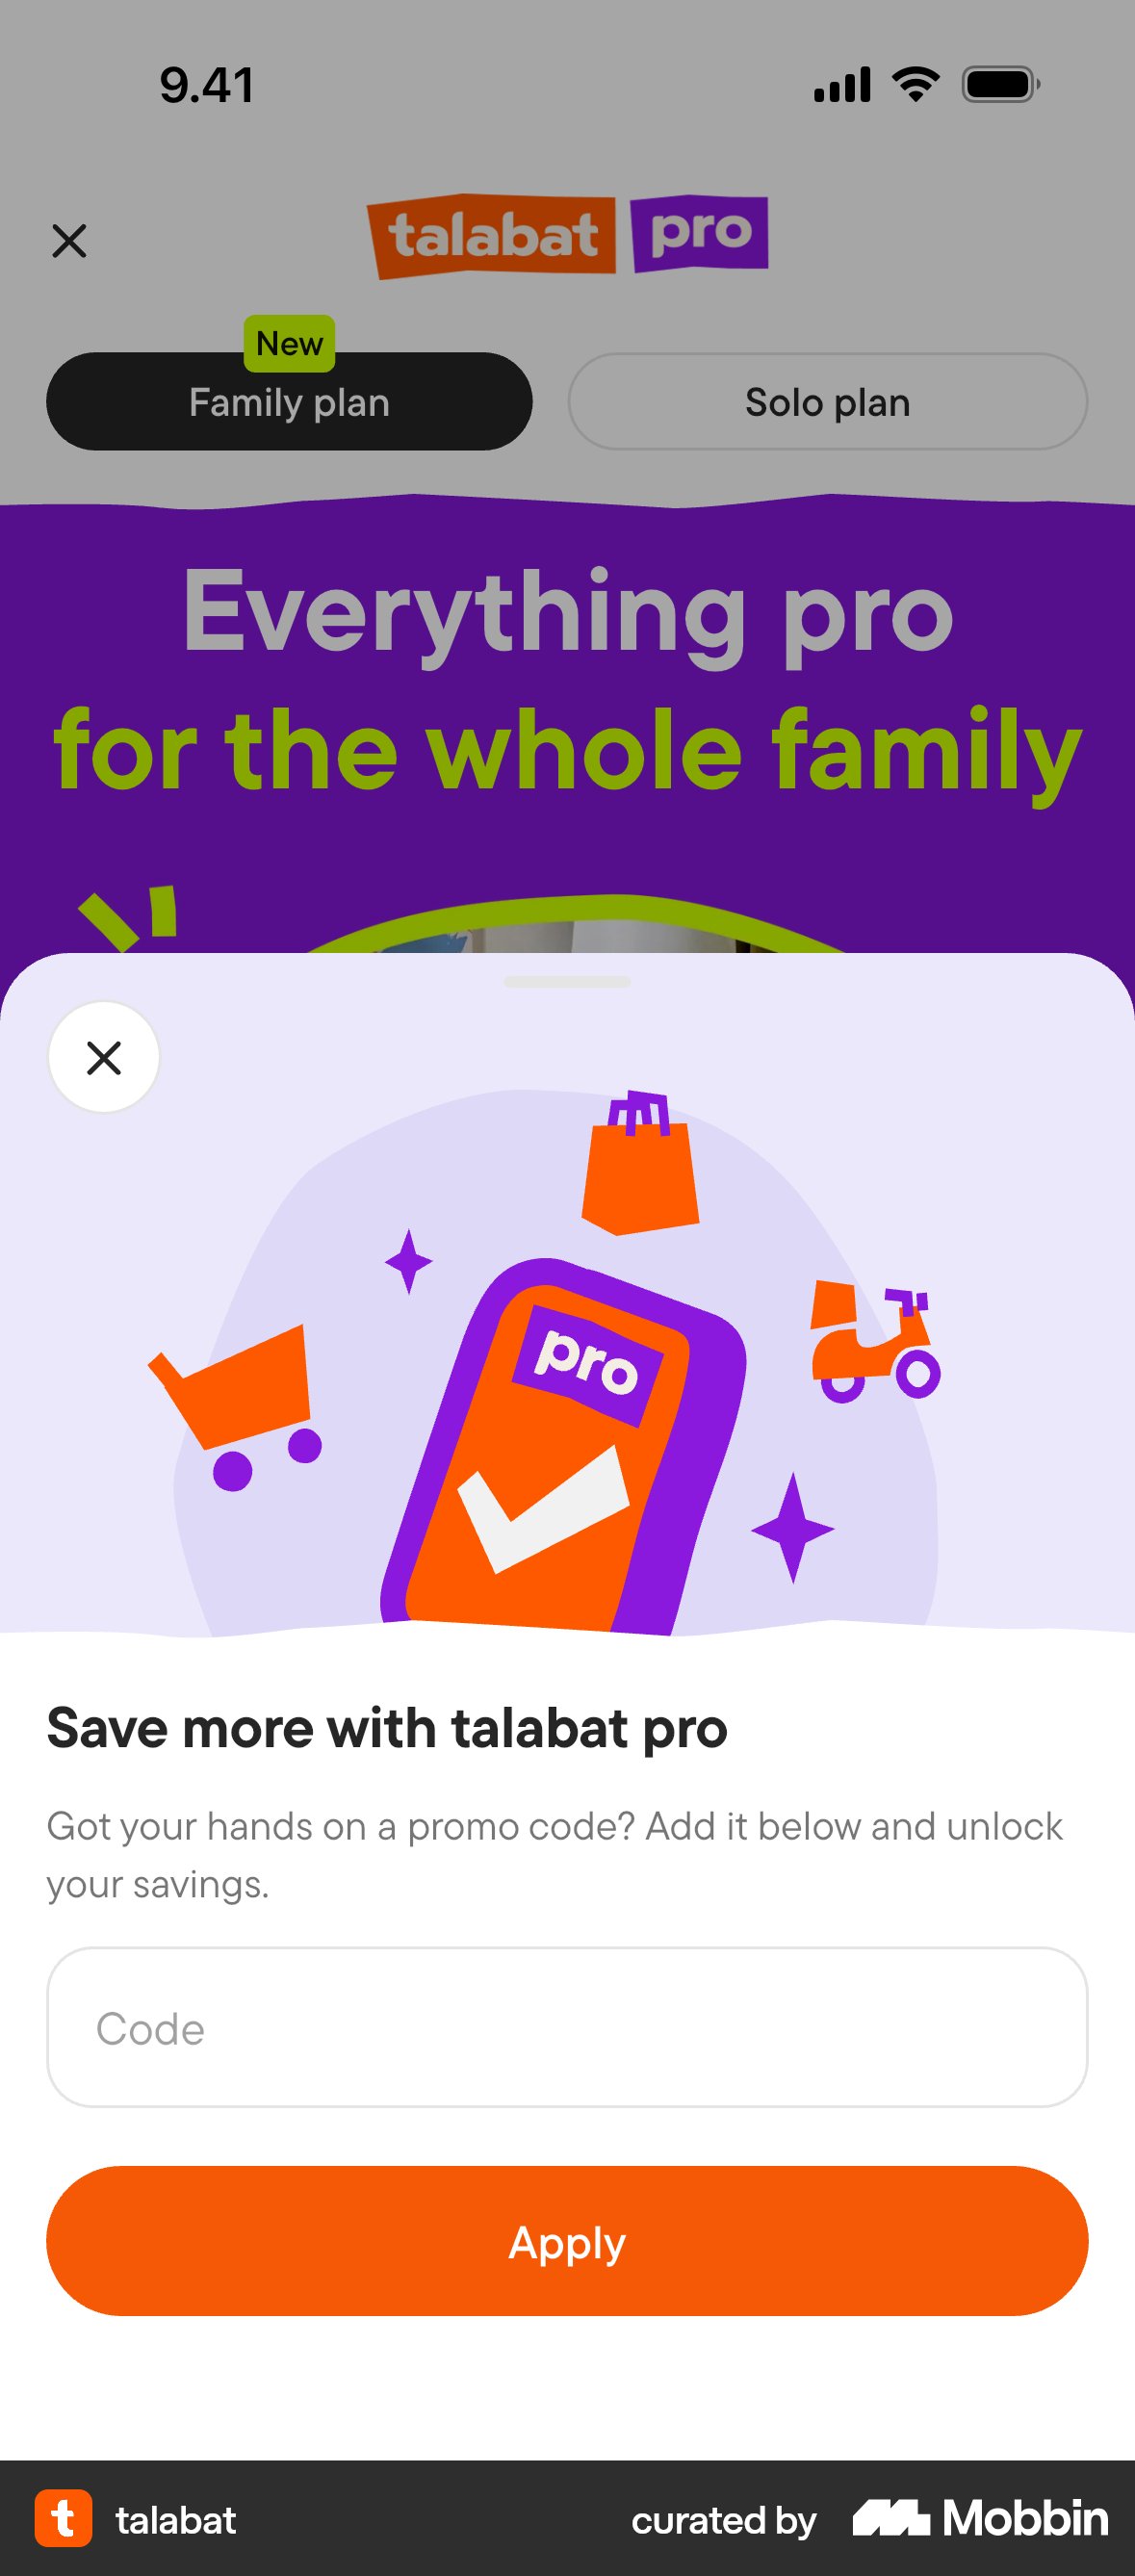 9.41
talabat pro
New
Family plan
Solo plan
Everything pro
for the whole family
pro
Save more with talabat pro
Got your hands on a promo code? Add it below and unlock
your savings.
Code
Apply
t talabat
curated by Mobbin